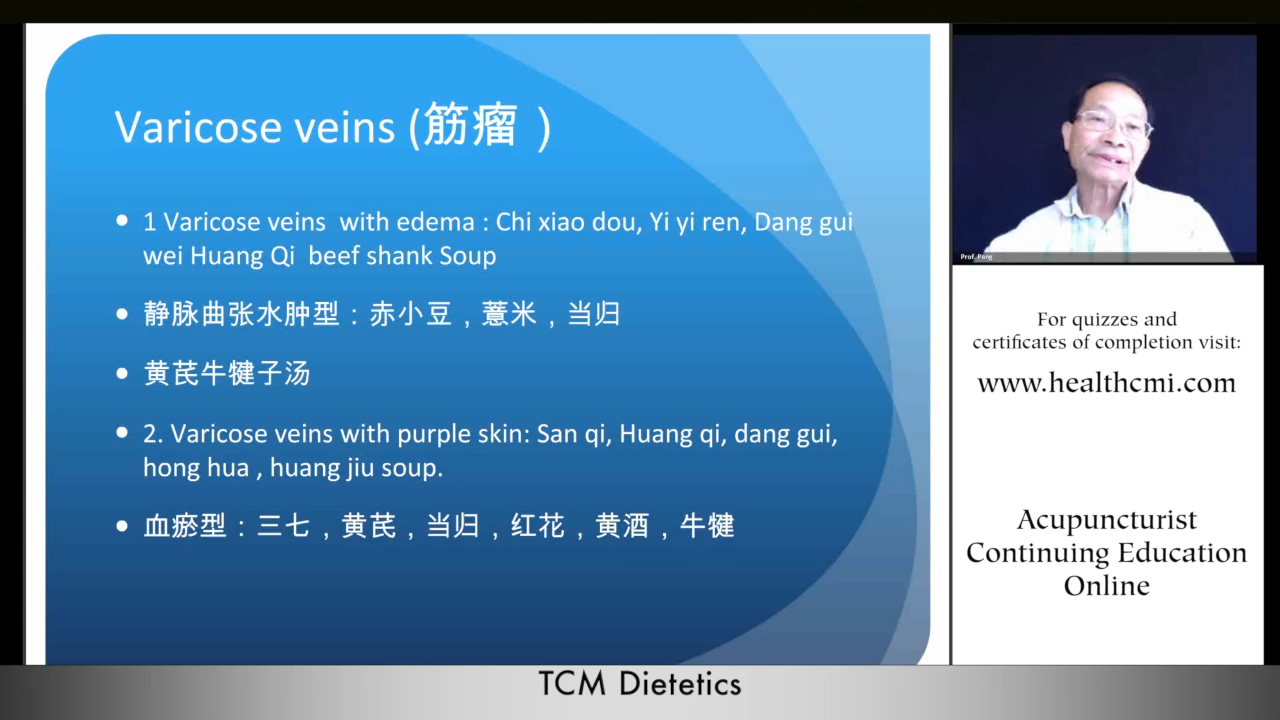 Varicose veins (筋瘤）
• 1 Varicose veins with edema : Chi xiao dou, Yi yi ren, Dang gui
wei Huang Qi beef shank Soup
• 静脉曲张水肿型：赤小豆，薏米，当归
• 黄芪牛犍子汤
• 2. Varicose veins with purple skin: San qi, Huang qi, dang gui,
hong hua , huang jiu soup.
• 血瘀型：三七，黄芪，当归，红花，黄酒，牛犍
Prof. Pang
For quizzes and
certificates of completion visit:
www.healthcmi.com
Acupuncturist
Continuing Education
Online
TCM Dietetics